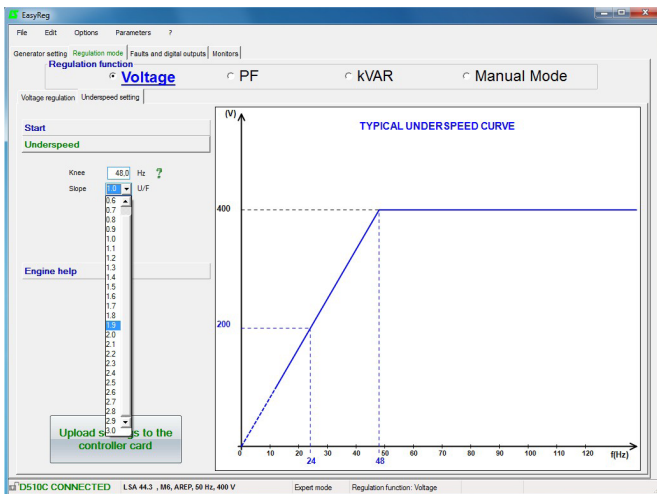 EasyReg
File Edit Options Parameters ?
Generator setting Regulation mode Faults and digital outputs Monitors
Regulation function
Voltage PF kVAR Manual Mode
Voltage regulation Underspeed setting
Start
Underspeed
Knee 48.0 Hz ?
Slope 1.0 U/F
0.6
0.7
0.8
0.9
1.0
1.1
1.2
1.3
1.4
1.5
1.6
1.7
1.8
1.9
2.0
2.1
2.2
2.3
2.4
2.5
2.6
2.7
2.8
2.9
3.0
Engine help
Upload s gs to the
controller card
(V)
TYPICAL UNDERSPEED CURVE
400
200
0 10 20 30 40 50 60 70 80 90 100 110 120 f(Hz)
24 48
D510C CONNECTED LSA 44.3 , M6, AREP, 50 Hz, 400 V Expert mode Regulation function: Voltage